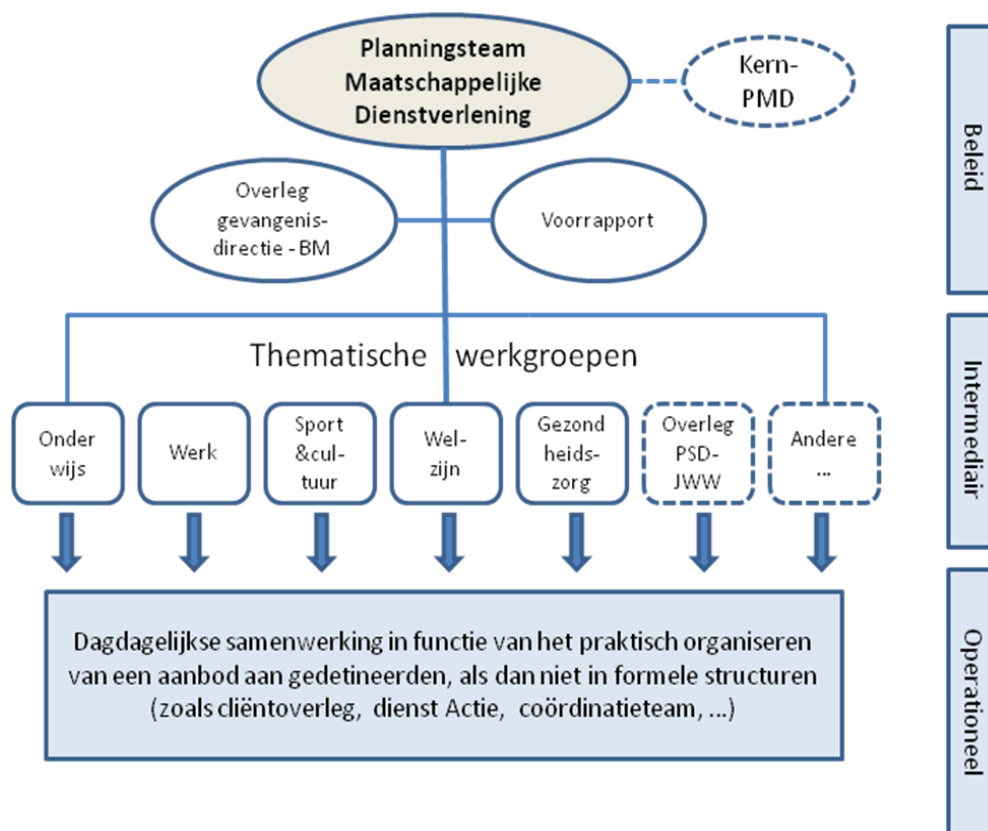 Planningsteam
Maatschappelijke
Dienstverlening
Kern-
PMD
Overleg
gevangenis-
directie - BM
Voorrapport
Thematische werkgroepen
Onder
wijs
Werk
Sport
&cul-
tuur
Wel-
zijn
Gezond
heids-
zorg
Overleg
PSD-
JWW
Andere
...
Dagdagelijkse samenwerking in functie van het praktisch organiseren
van een aanbod aan gedetineerden, als dan niet in formele structuren
(zoals cliëntoverleg, dienst Actie, coördinatieteam, ...)
Beleid
Intermediair
Operationeel